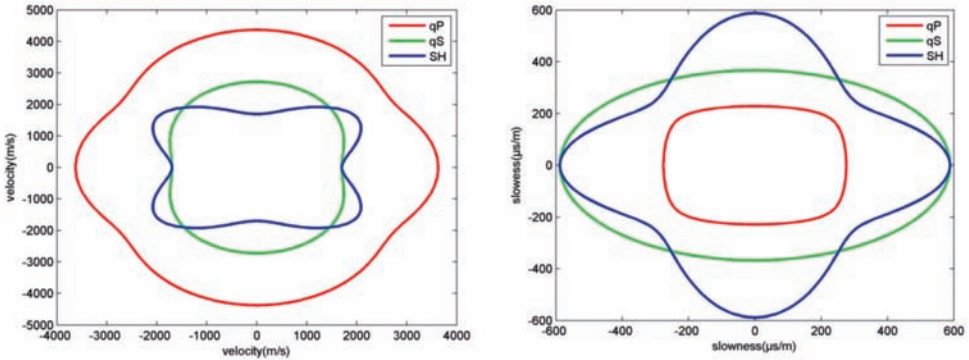 5000
4000
3000
2000
1000
0
-1000
-2000
-3000
-4000
-5000
velocity(m/s)
qP
qS
SH
-4000 -3000 -2000 -1000 0 1000 2000 3000 4000
velocity(m/s)
600
400
200
0
-200
-400
-600
slowess(μs/m)
qP
qS
SH
-600 -400 -200 0 200 400 600
slowness(μs/m)